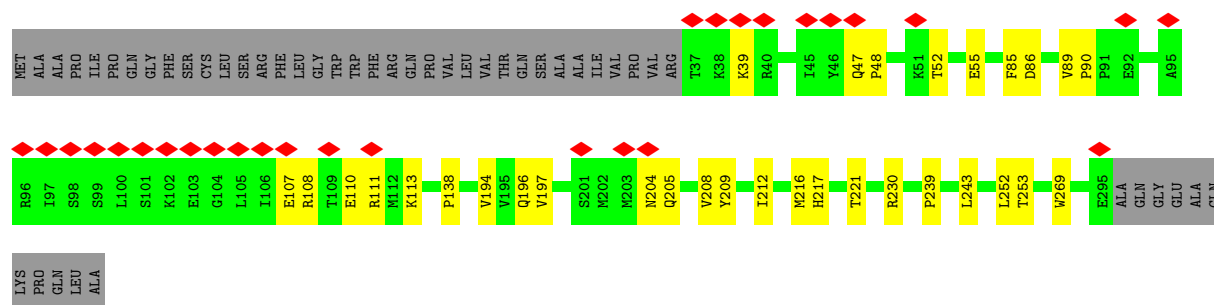 MET ALA ALA PRO ILE PRO GLN GLY PHE SER CYS LEU SER ARG PHE LEU GLY TRP TRP PHE ARG GLN PRO VAL LEU VAL THR GLN SER ALA ALA ILE VAL PRO VAL ARG T37 K38 K39 R40 I45 Y46 Q47 P48 K51 T52 E55 F85 D86 V89 P90 P91 E92 A95
R96 I97 S98 S99 L100 S101 K102 E103 G104 L105 I106 E107 R108 T109 E110 R111 M112 K113 P138 V194 V195 Q196 V197 S201 M202 M203 N204 Q205 V208 Y209 I212 M216 H217 T221 R230 P239 L243 L252 T253 W269 E295 ALA GLN GLY GLU ALA GLN
LYS PRO GLN LEU ALA